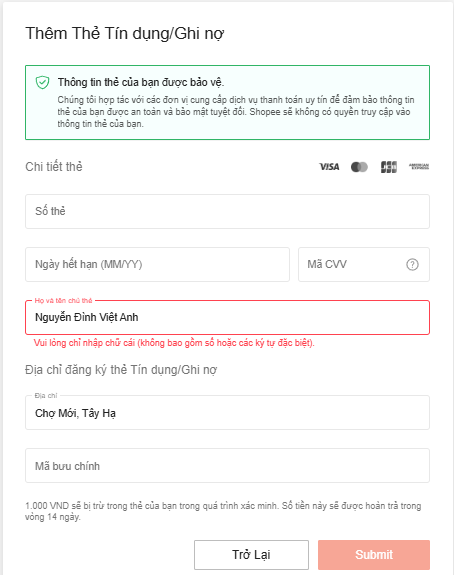 Thêm Thẻ Tín dụng/Ghi nợ
Thông tin thẻ của bạn được bảo vệ.
Chúng tôi hợp tác với các đơn vị cung cấp dịch vụ thanh toán uy tín để đảm bảo thông tin
thẻ của bạn được an toàn và bảo mật tuyệt đối. Shopee sẽ không có quyền truy cập vào
thông tin thẻ của bạn.
Chi tiết thẻ
VISA JCB AMERICAN EXPRESS
Số thẻ
Ngày hết hạn (MM/YY)
Mã CVV ?
Họ và tên chủ thẻ
Nguyễn Đình Việt Anh
Vui lòng chỉ nhập chữ cái (không bao gồm số hoặc các ký tự đặc biệt).
Địa chỉ đăng ký thẻ Tín dụng/Ghi nợ
Địa chỉ
Chợ Mới, Tây Hạ
Mã bưu chính
1.000 VND sẽ bị trừ trong thẻ của bạn trong quá trình xác minh. Số tiền này sẽ được hoàn trả trong
vòng 14 ngày.
Trở Lại
Submit